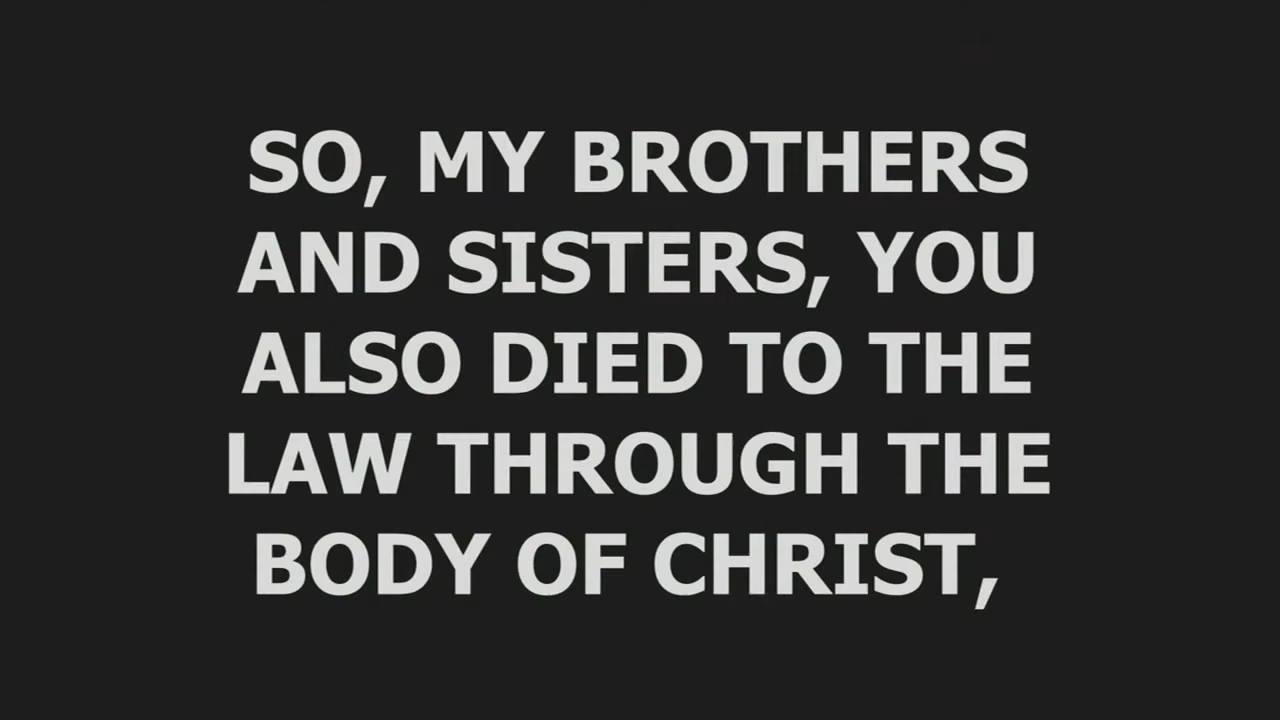 SO, MY BROTHERS
AND SISTERS, YOU
ALSO DIED TO THE
LAW THROUGH THE
BODY OF CHRIST,